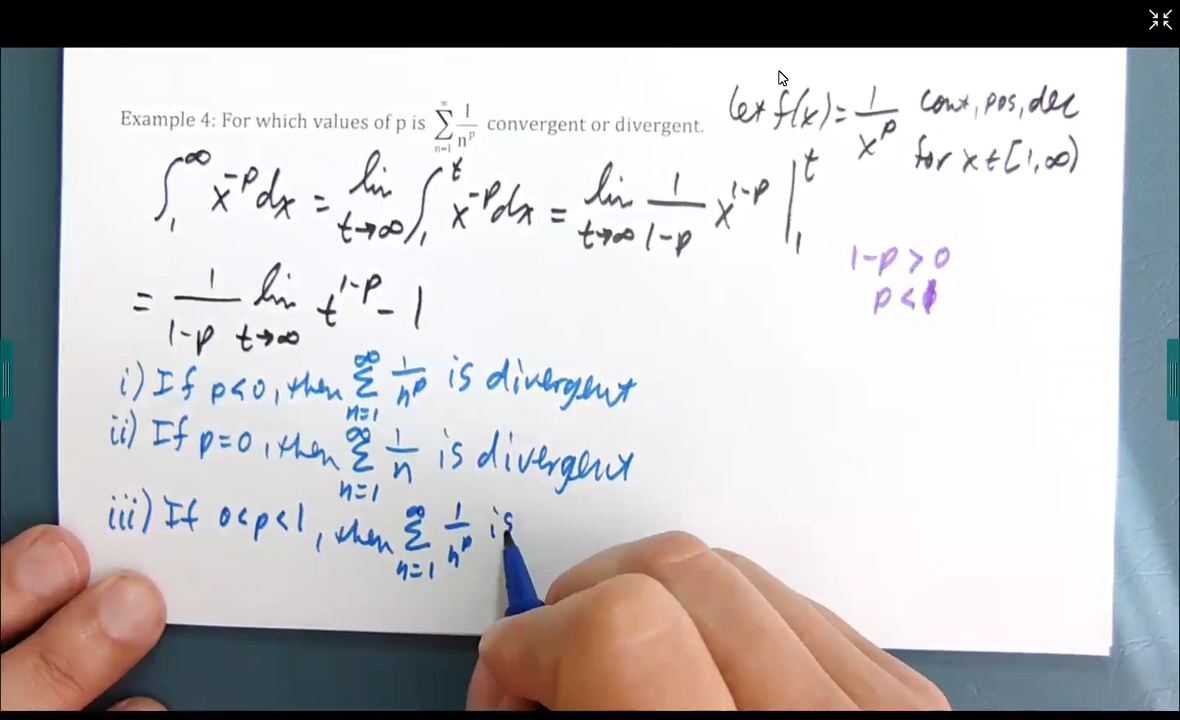 Example 4: For which values of p is ∑_{n=1}^{∞} 1/n^p convergent or divergent.
let f(x) = 1/x^p cont, pos, dec
for x ∈ [1, ∞)
∫_1^∞ x^{-p} dx = lim_{t→∞} ∫_1^t x^{-p} dx = lim_{t→∞} 1/(1-p) x^{1-p} |_1^t
1-p > 0
p < 1
= 1/(1-p) lim_{t→∞} t^{1-p} - 1
i) If p < 0, then ∑_{n=1}^{∞} 1/n^p is divergent
ii) If p = 0, then ∑_{n=1}^{∞} 1/n is divergent
iii) If 0 < p < 1, then ∑_{n=1}^{∞} 1/n^p is